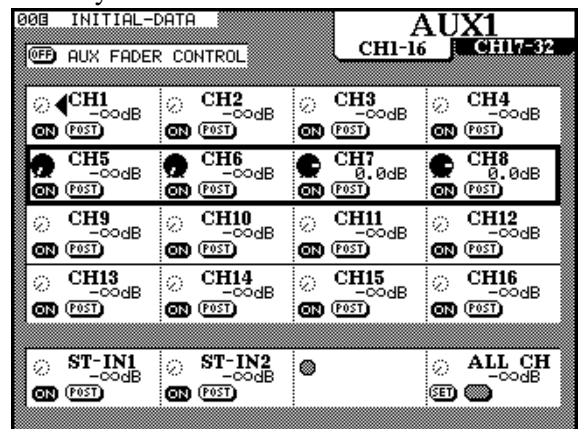 00B INITIAL-DATA
AUX1
OFF AUX FADER CONTROL
CH1-16 CH17-32
CH1 CH2 CH3 CH4
-∞dB -∞dB -∞dB -∞dB
ON POST ON POST ON POST ON POST
CH5 CH6 CH7 CH8
-∞dB -∞dB 0.0dB 0.0dB
ON POST ON POST ON POST ON POST
CH9 CH10 CH11 CH12
-∞dB -∞dB -∞dB -∞dB
ON POST ON POST ON POST ON POST
CH13 CH14 CH15 CH16
-∞dB -∞dB -∞dB -∞dB
ON POST ON POST ON POST ON POST
ST-IN1 ST-IN2 ALL CH
-∞dB -∞dB -∞dB
ON POST ON POST SET